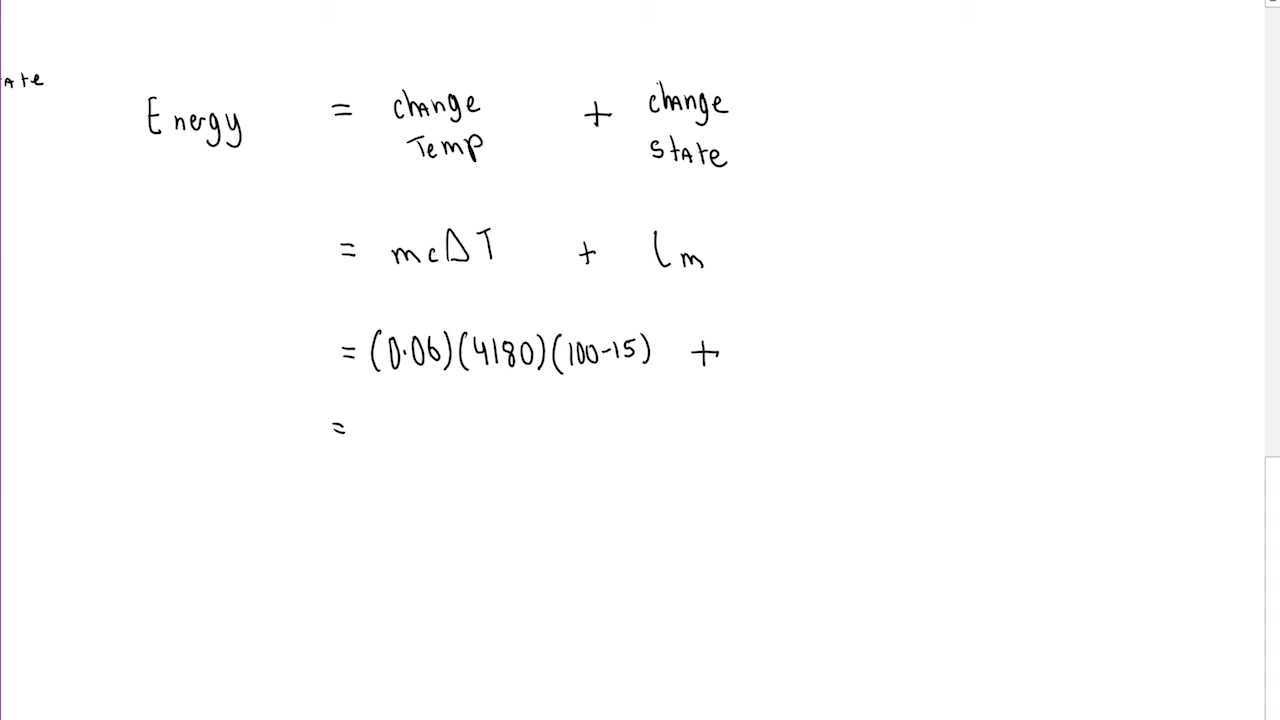 ATe
Energy = change Temp + change STATe
= mcΔT + lm
= (0.06)(4180)(100-15) +
=